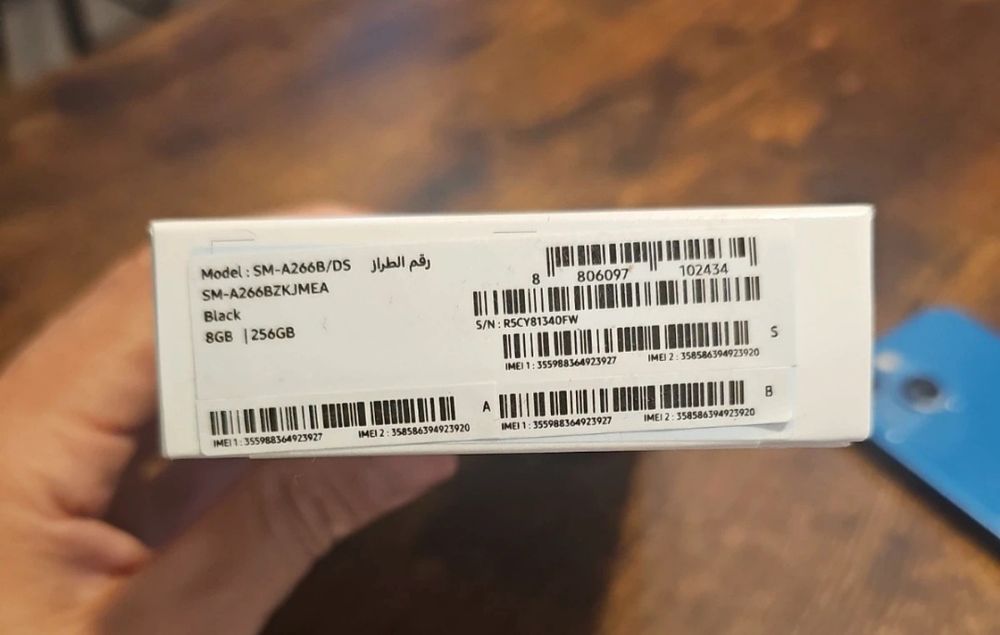 Model : SM-A266B/DS رقم الطراز
SM-A266BZKJMEA
Black
8GB | 256GB
8 806097 102434
S/N : R5CY81340FW
S
IMEI 1 : 355988364923927 IMEI 2 : 358586394923920
A
IMEI 1 : 355988364923927 IMEI 2 : 358586394923920
B
IMEI 1 : 355988364923927 IMEI 2 : 358586394923920